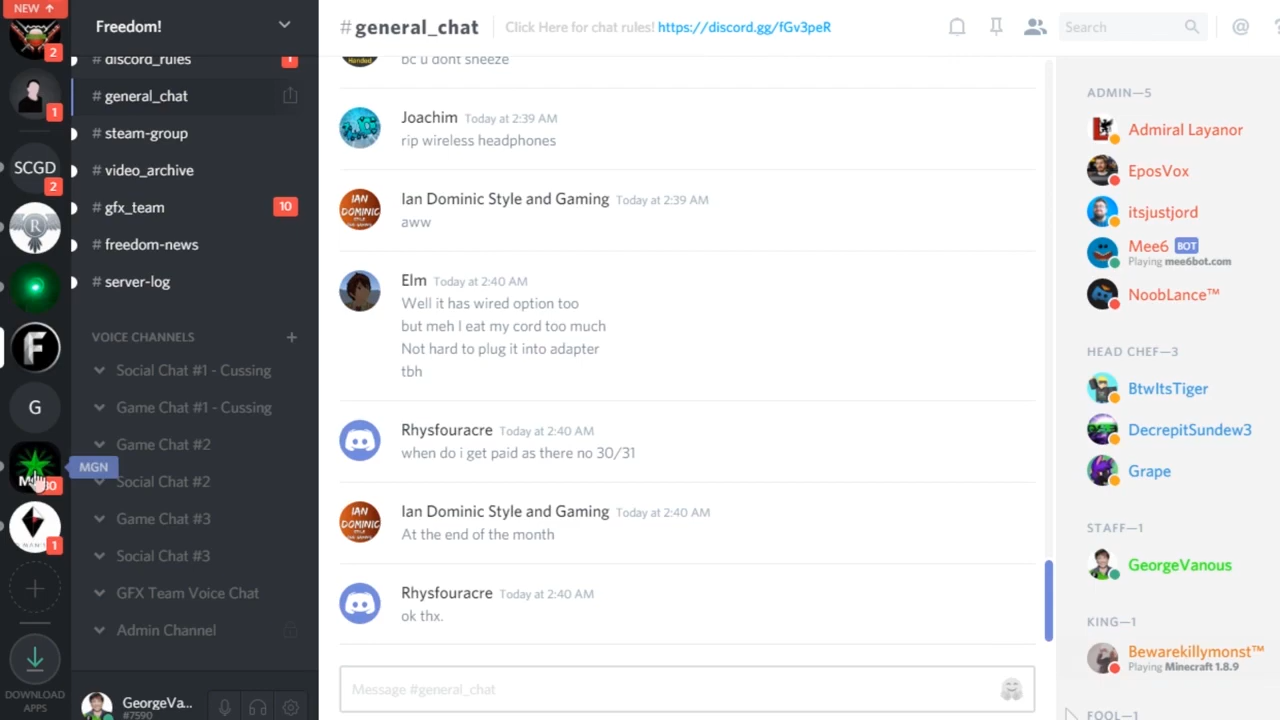 NEW ↑
2
1
SCGD
2
R
F
G
MGN
1
DOWNLOAD
APPS
Freedom!
# discord_rules
1
# general_chat
# steam-group
# video_archive
# gfx_team
10
# freedom-news
# server-log
VOICE CHANNELS
Social Chat #1 - Cussing
Game Chat #1 - Cussing
Game Chat #2
Social Chat #2
Game Chat #3
Social Chat #3
GFX Team Voice Chat
Admin Channel
GeorgeVa...
#7590
#general_chat
Click Here for chat rules! https://discord.gg/fGv3peR
Search
@
bc u dont sneeze
Joachim Today at 2:39 AM
rip wireless headphones
IAN
DOMINIC
Ian Dominic Style and Gaming Today at 2:39 AM
aww
Elm Today at 2:40 AM
Well it has wired option too
but meh I eat my cord too much
Not hard to plug it into adapter
tbh
Rhysfouracre Today at 2:40 AM
when do i get paid as there no 30/31
IAN
DOMINIC
Ian Dominic Style and Gaming Today at 2:40 AM
At the end of the month
Rhysfouracre Today at 2:40 AM
ok thx.
Message #general_chat
ADMIN—5
Admiral Layanor
EposVox
itsjustjord
Mee6 BOT
Playing mee6bot.com
NoobLance™
HEAD CHEF—3
BtwItsTiger
DecrepitSundew3
Grape
STAFF—1
GeorgeVanous
KING—1
Bewarekillymonst™
Playing Minecraft 1.8.9
FOOL—1